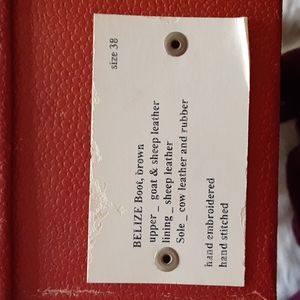 size 38
BELIZE Boot, brown
upper _ goat & sheep leather
lining _ sheep leather
Sole _ cow leather and rubber
hand embroidered
hand stitched